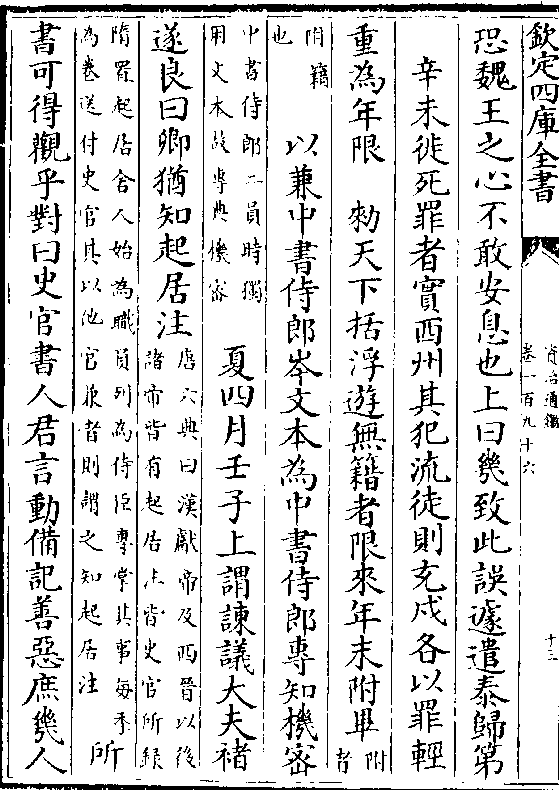 欽定四庫全書
資治通鑑
卷一百九十六
恐魏王之心不敢安息也上曰幾致此誤遽遣泰歸第
辛未徙死罪者實西州其犯流徒則充戍各以罪輕
重為年限 勅天下括浮遊無籍者限來年末附畢
附
者
附籍
也
以兼中書侍郎岑文本為中書侍郎專知機密
中書侍郎二員時獨
用文本故專典機密
夏四月壬子上謂諫議大夫褚
遂良曰卿猶知起居注
唐六典曰漢獻帝及西晉以後
諸帝皆有起居注皆史官所録
隋置起居舍人始為職員列為侍臣專掌其事每季
為卷送付史官其以他官兼者則謂之知起居注
所
書可得觀乎對曰史官書人君言動備記善惡庶幾人